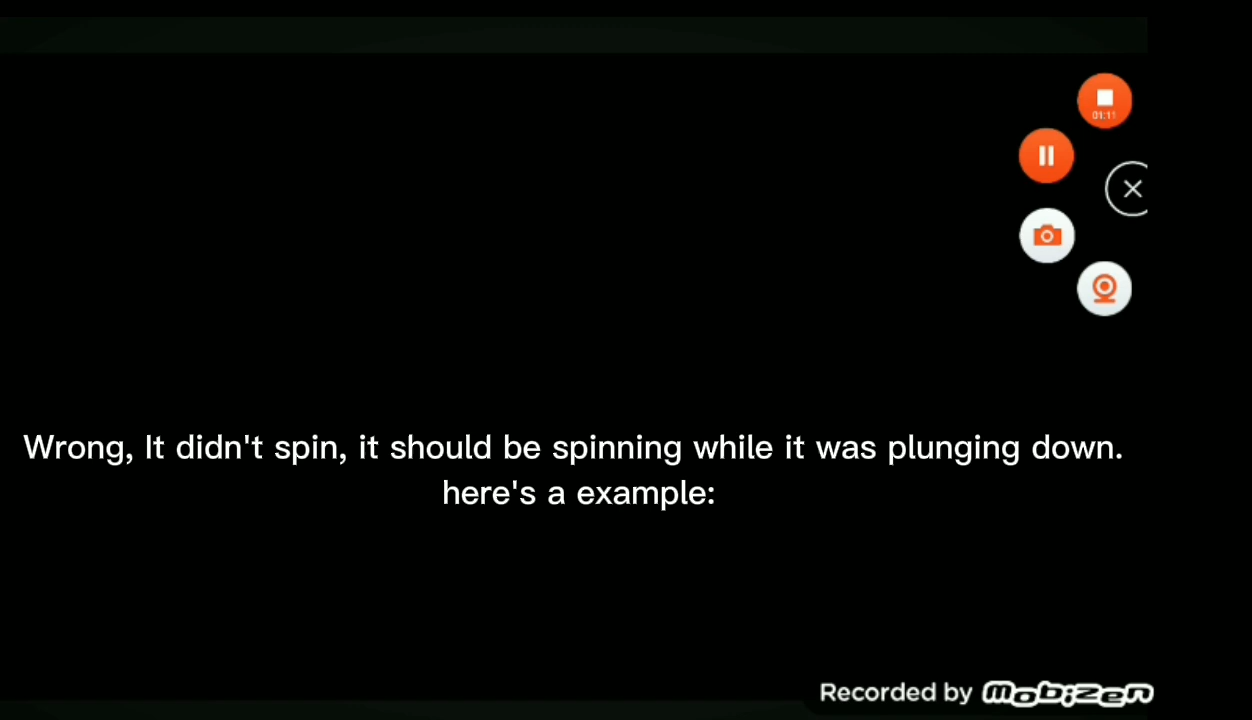 01:11
Wrong, It didn't spin, it should be spinning while it was plunging down.
here's a example:
Recorded by mobizen